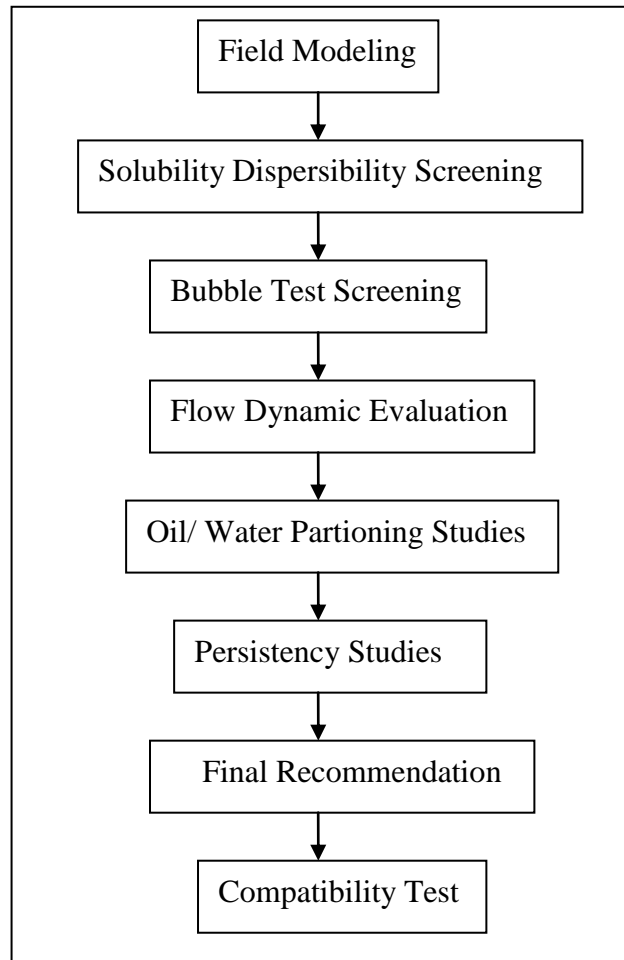 Field Modeling
Solubility Dispersibility Screening
Bubble Test Screening
Flow Dynamic Evaluation
Oil/ Water Partioning Studies
Persistency Studies
Final Recommendation
Compatibility Test